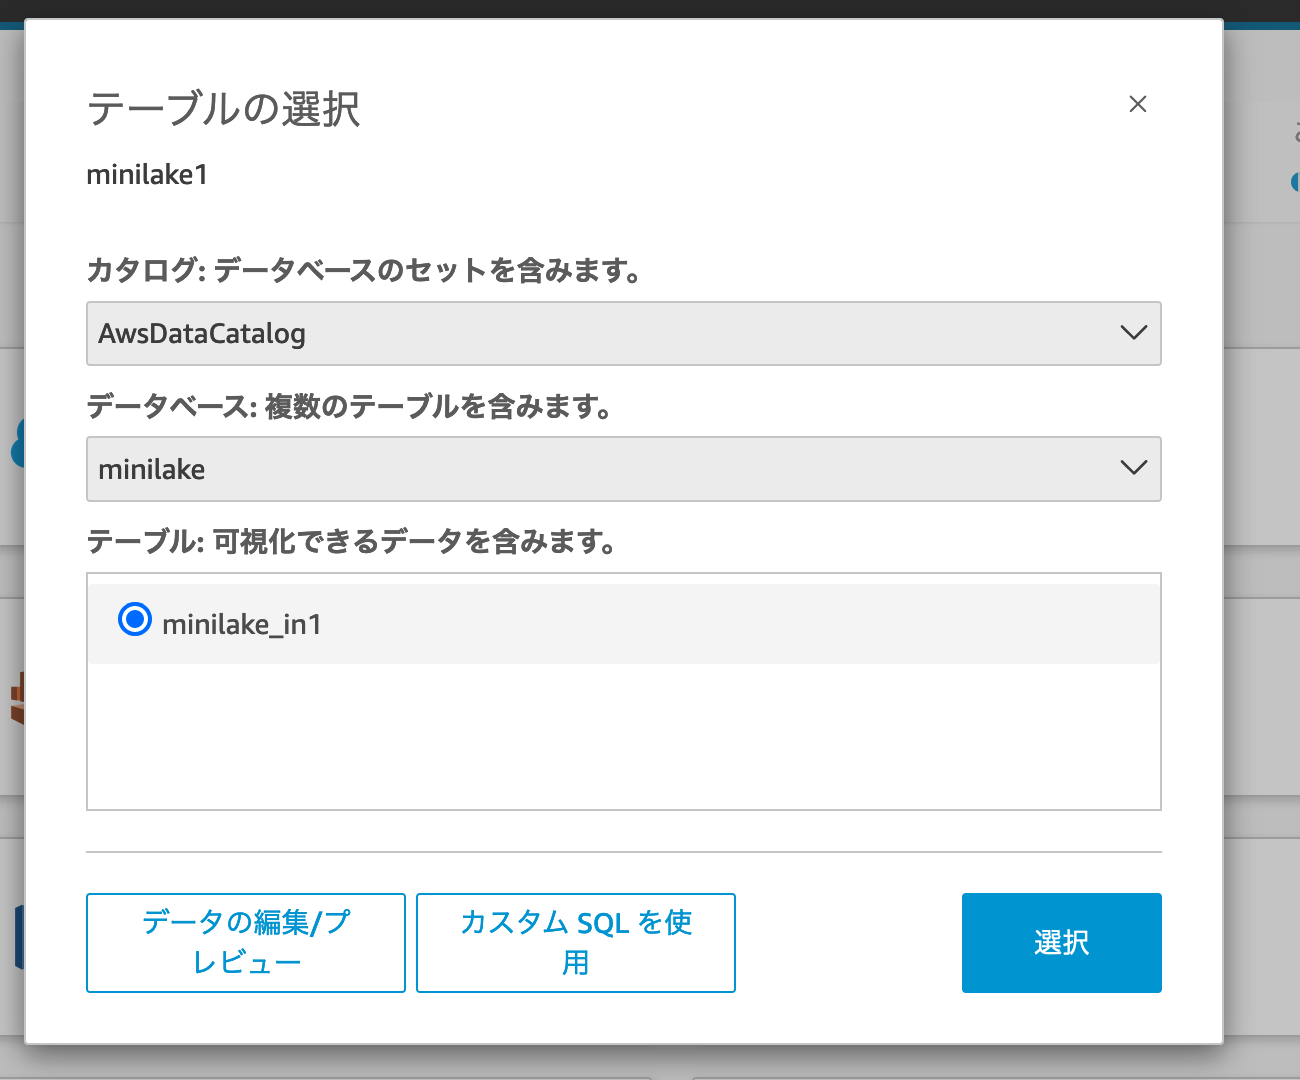 テーブルの選択
minilake1
カタログ: データベースのセットを含みます。
AwsDataCatalog
データベース: 複数のテーブルを含みます。
minilake
テーブル: 可視化できるデータを含みます。
minilake_in1
データの編集/プ
レビュー
カスタム SQL を使
用
選択